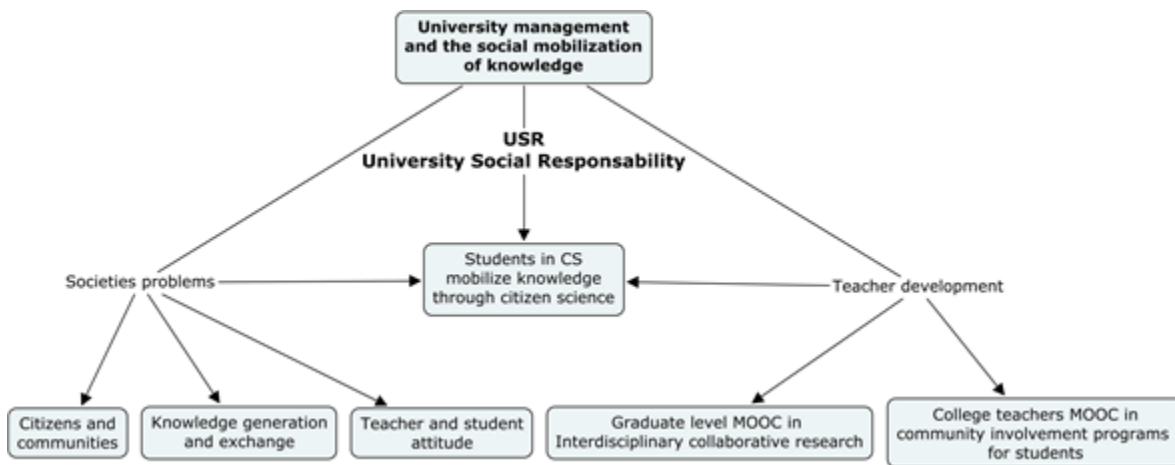 University management
and the social mobilization
of knowledge
USR
University Social Responsability
Students in CS
mobilize knowledge
through citizen science
Societies problems
Teacher development
Citizens and
communities
Knowledge generation
and exchange
Teacher and student
attitude
Graduate level MOOC in
Interdisciplinary collaborative research
College teachers MOOC in
community involvement programs
for students